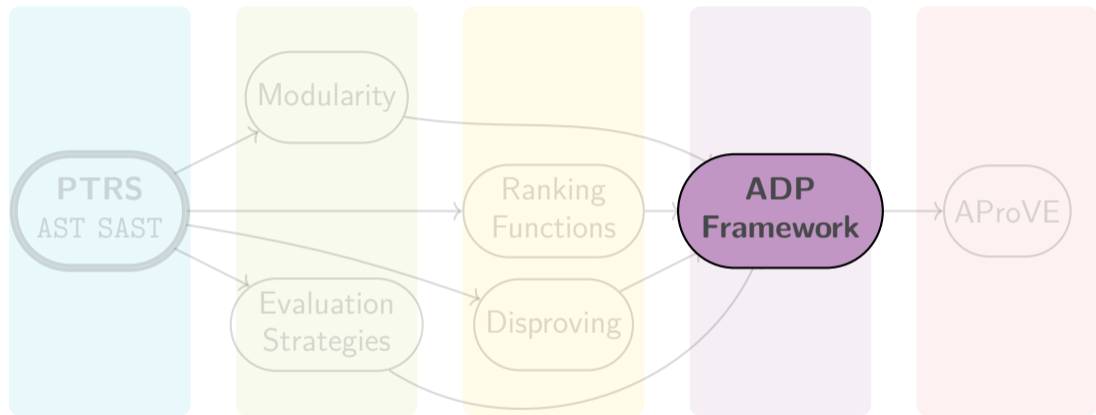 Modularity
PTRS
AST SAST
Ranking
Functions
ADP
Framework
AProVE
Evaluation
Strategies
Disproving